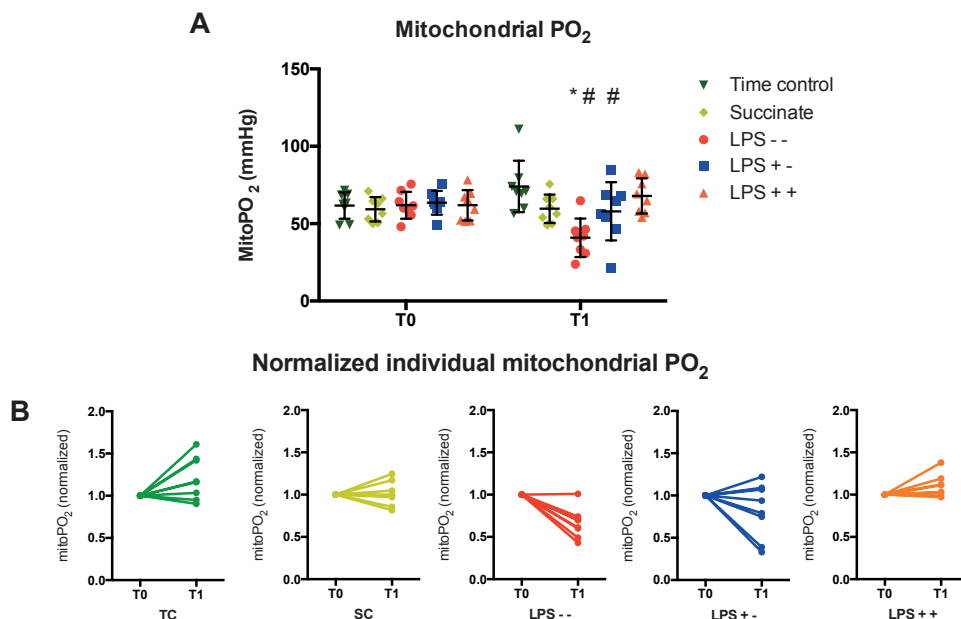 A
Mitochondrial PO2
MitoPO2 (mmHg)
150
100
50
0
* # #
T0
T1
Time control
Succinate
LPS - -
LPS + -
LPS + +
Normalized individual mitochondrial PO2
B
mitoPO2 (normalized)
2.0
1.5
1.0
0.5
0.0
T0 T1
TC
mitoPO2 (normalized)
2.0
1.5
1.0
0.5
0.0
T0 T1
SC
mitoPO2 (normalized)
2.0
1.5
1.0
0.5
0.0
T0 T1
LPS - -
mitoPO2 (normalized)
2.0
1.5
1.0
0.5
0.0
T0 T1
LPS + -
mitoPO2 (normalized)
2.0
1.5
1.0
0.5
0.0
T0 T1
LPS + +